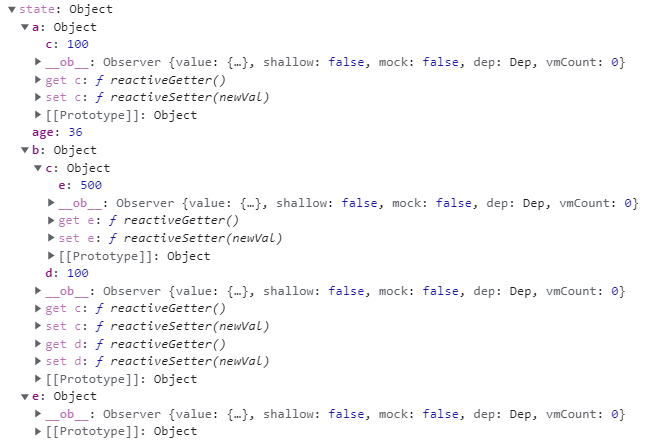 state: Object
a: Object
c: 100
__ob__: Observer {value: {…}, shallow: false, mock: false, dep: Dep, vmCount: 0}
get c: ƒ reactiveGetter()
set c: ƒ reactiveSetter(newVal)
[[Prototype]]: Object
age: 36
b: Object
c: Object
e: 500
__ob__: Observer {value: {…}, shallow: false, mock: false, dep: Dep, vmCount: 0}
get e: ƒ reactiveGetter()
set e: ƒ reactiveSetter(newVal)
[[Prototype]]: Object
d: 100
__ob__: Observer {value: {…}, shallow: false, mock: false, dep: Dep, vmCount: 0}
get c: ƒ reactiveGetter()
set c: ƒ reactiveSetter(newVal)
get d: ƒ reactiveGetter()
set d: ƒ reactiveSetter(newVal)
[[Prototype]]: Object
e: Object
__ob__: Observer {value: {…}, shallow: false, mock: false, dep: Dep, vmCount: 0}
[[Prototype]]: Object